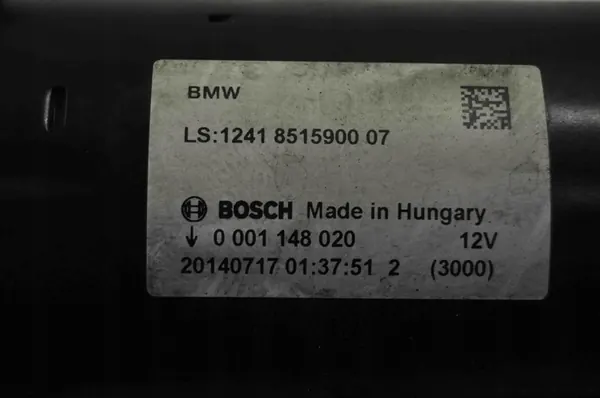 BMW
LS:1241 8515900 07
BOSCH Made in Hungary
↓ 0 001 148 020 12V
20140717 01:37:51 2 (3000)